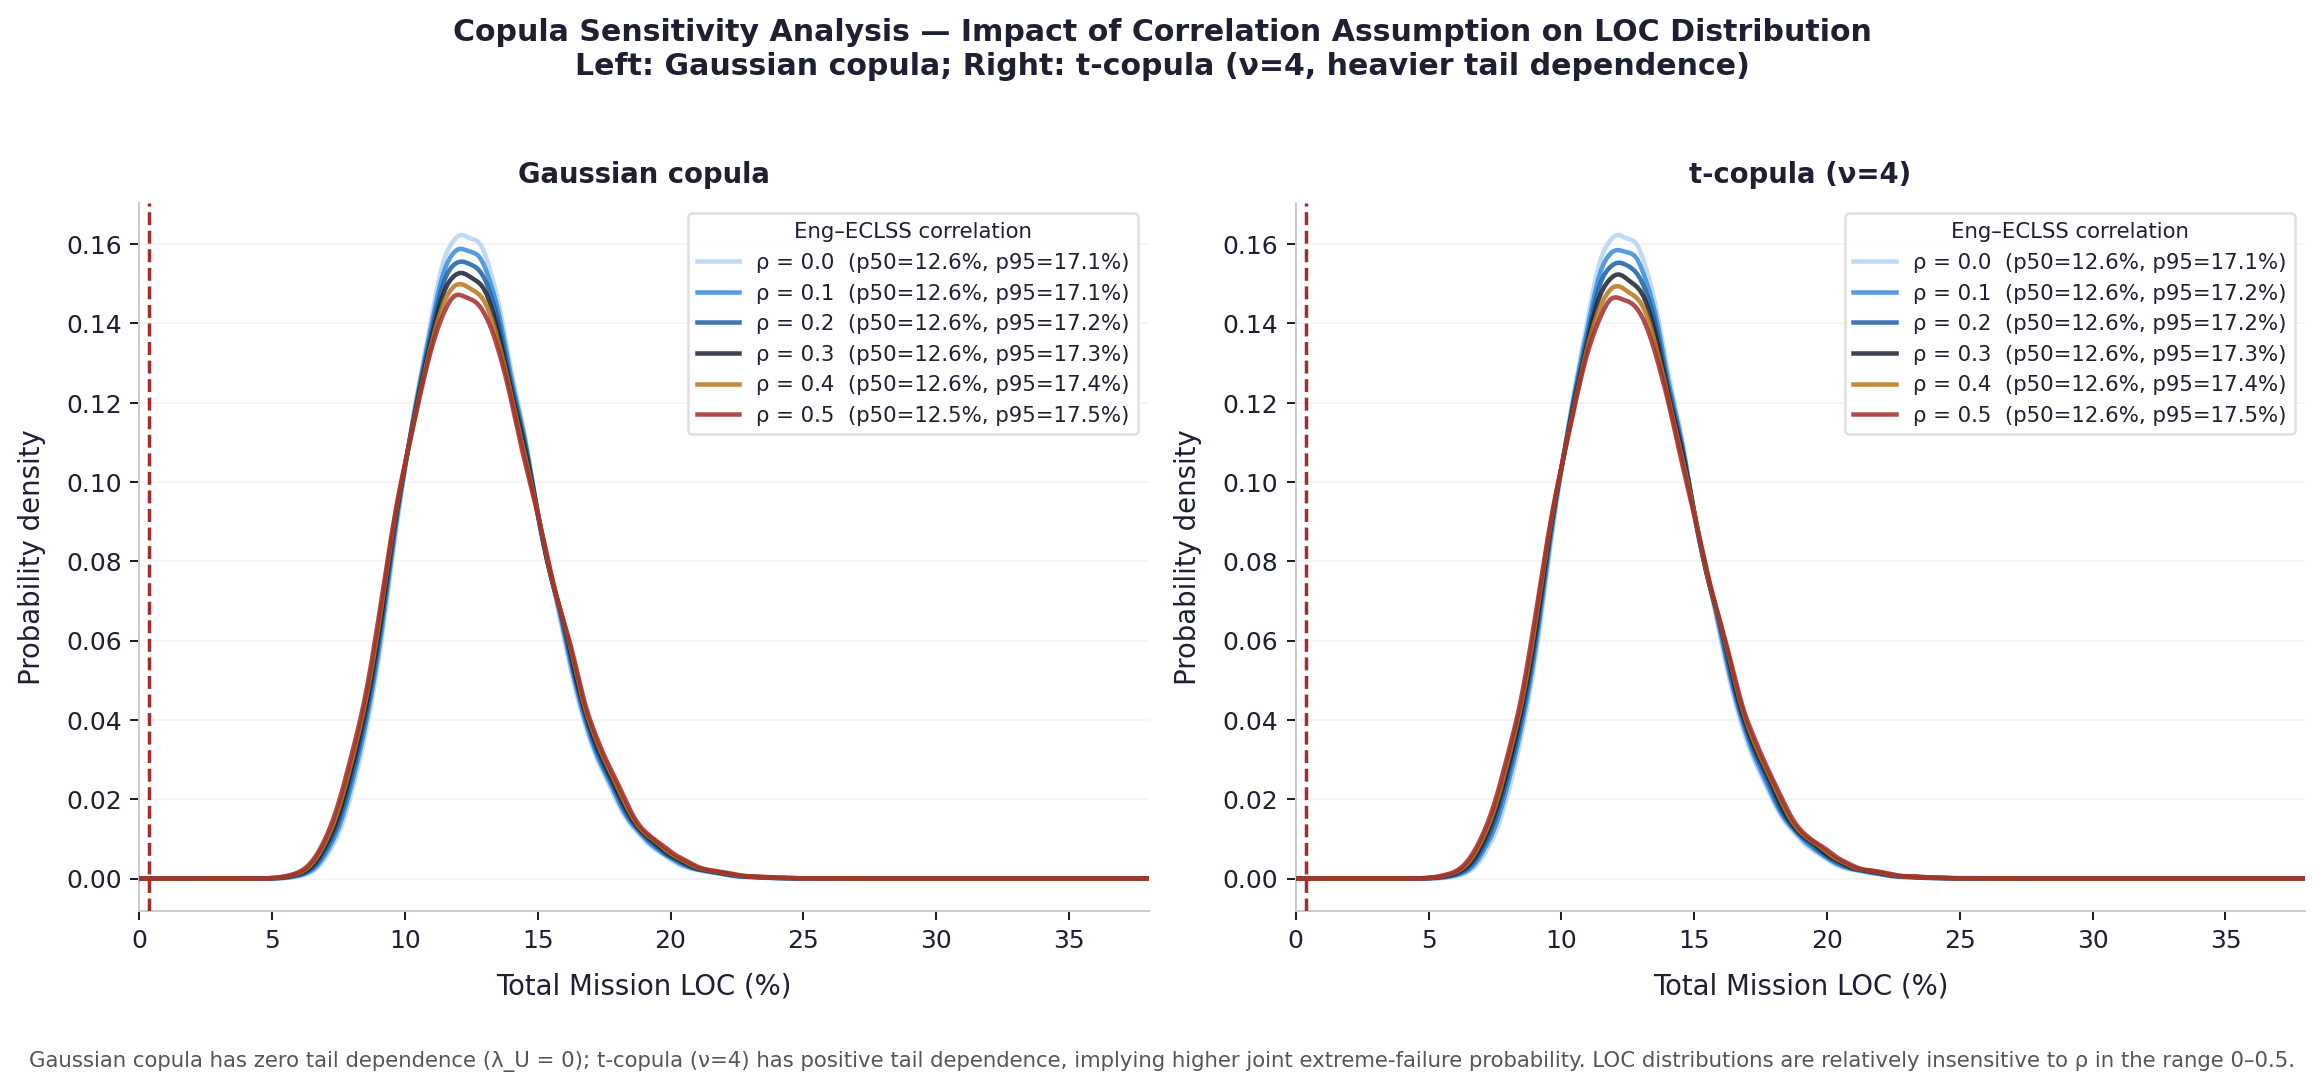 Copula Sensitivity Analysis — Impact of Correlation Assumption on LOC Distribution
Left: Gaussian copula; Right: t-copula (ν=4, heavier tail dependence)
Gaussian copula
Eng–ECLSS correlation
ρ = 0.0 (p50=12.6%, p95=17.1%)
ρ = 0.1 (p50=12.6%, p95=17.1%)
ρ = 0.2 (p50=12.6%, p95=17.2%)
ρ = 0.3 (p50=12.6%, p95=17.3%)
ρ = 0.4 (p50=12.6%, p95=17.4%)
ρ = 0.5 (p50=12.5%, p95=17.5%)
Probability density
0.16
0.14
0.12
0.10
0.08
0.06
0.04
0.02
0.00
0 5 10 15 20 25 30 35
Total Mission LOC (%)
t-copula (ν=4)
Eng–ECLSS correlation
ρ = 0.0 (p50=12.6%, p95=17.1%)
ρ = 0.1 (p50=12.6%, p95=17.2%)
ρ = 0.2 (p50=12.6%, p95=17.2%)
ρ = 0.3 (p50=12.6%, p95=17.3%)
ρ = 0.4 (p50=12.6%, p95=17.4%)
ρ = 0.5 (p50=12.6%, p95=17.5%)
Probability density
0.16
0.14
0.12
0.10
0.08
0.06
0.04
0.02
0.00
0 5 10 15 20 25 30 35
Total Mission LOC (%)
Gaussian copula has zero tail dependence (λ_U = 0); t-copula (ν=4) has positive tail dependence, implying higher joint extreme-failure probability. LOC distributions are relatively insensitive to ρ in the range 0–0.5.